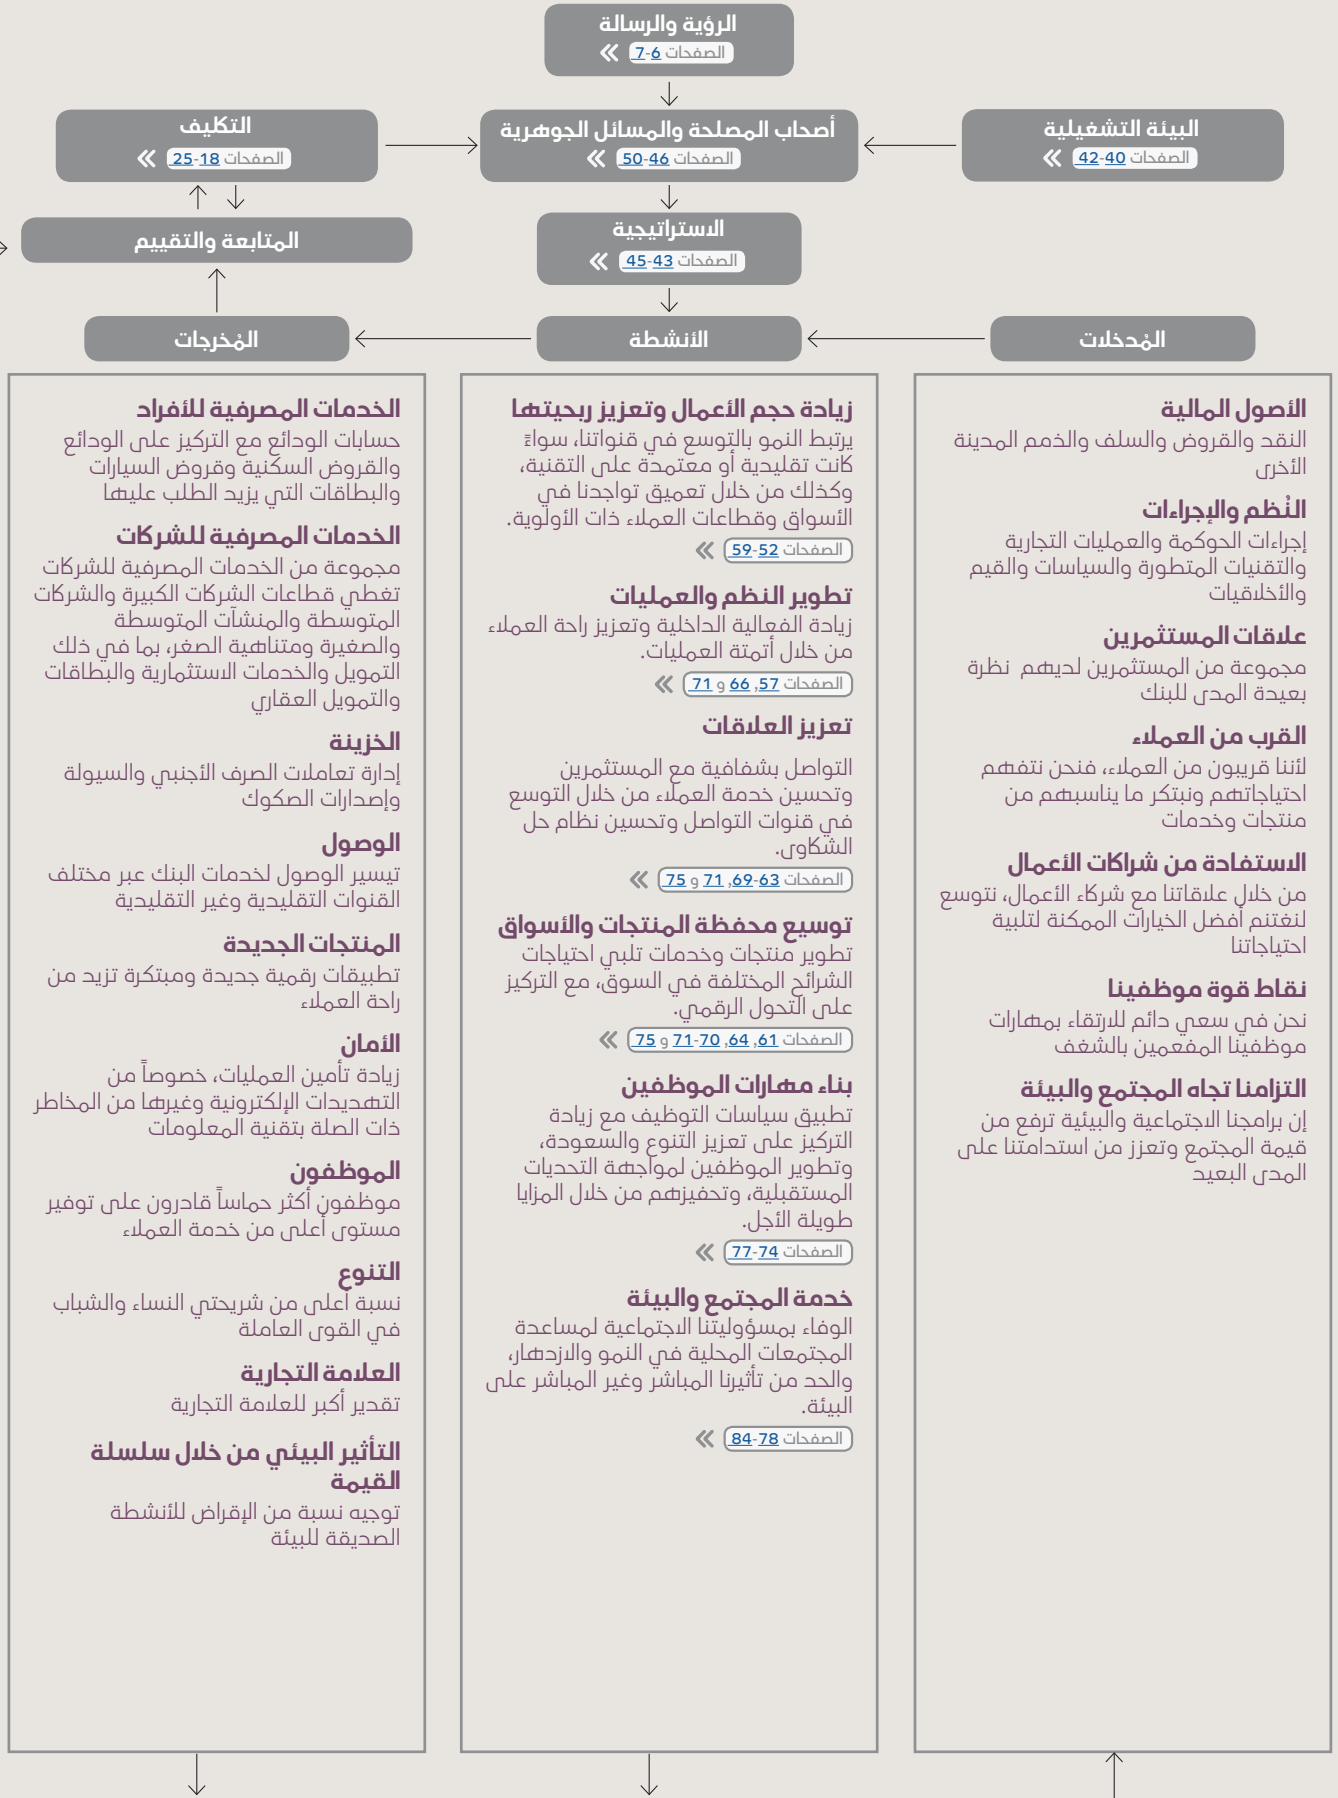 الرؤية والرسالة
الصفحات 6-7
البيئة التشغيلية
الصفحات 40-42
أصحاب المصلحة والمسائل الجوهرية
الصفحات 46-50
التكليف
الصفحات 18-25
الاستراتيجية
الصفحات 43-45
المتابعة والتقييم
المُدخلات
الأنشطة
المُخرجات
الأصول المالية
النقد والقروض والسلف والذمم المدينة
الأخرى
النُظم والإجراءات
إجراءات الحوكمة والعمليات التجارية
والتقنيات المتطورة والسياسات والقيم
والأخلاقيات
علاقات المستثمرين
مجموعة من المستثمرين لديهم نظرة
بعيدة المدى للبنك
القرب من العملاء
لأننا قريبون من العملاء، فنحن نتفهم
احتياجاتهم ونبتكر ما يناسبهم من
منتجات وخدمات
الاستفادة من شراكات الأعمال
من خلال علاقاتنا مع شركاء الأعمال، نتوسع
لنغتنم أفضل الخيارات الممكنة لتلبية
احتياجاتنا
نقاط قوة موظفينا
نحن في سعي دائم للارتقاء بمهارات
موظفينا المفعمين بالشغف
التزامنا تجاه المجتمع والبيئة
إن برامجنا الاجتماعية والبيئية ترفع من
قيمة المجتمع وتعزز من استدامتنا على
المدى البعيد
زيادة حجم الأعمال وتعزيز ربحيتها
يرتبط النمو بالتوسع في قنواتنا، سواءً
كانت تقليدية أو معتمدة على التقنية،
وكذلك من خلال تعميق تواجدنا في
الأسواق وقطاعات العملاء ذات الأولوية.
الصفحات 52-59
تطوير النظم والعمليات
زيادة الفعالية الداخلية وتعزيز راحة العملاء
من خلال أتمتة العمليات.
الصفحات 57, 66 و 71
تعزيز العلاقات
التواصل بشفافية مع المستثمرين
وتحسين خدمة العملاء من خلال التوسع
في قنوات التواصل وتحسين نظام حل
الشكاوى.
الصفحات 63-69, 71 و 75
توسيع محفظة المنتجات والأسواق
تطوير منتجات وخدمات تلبي احتياجات
الشرائح المختلفة في السوق، مع التركيز
على التحول الرقمي.
الصفحات 61, 64, 70-71 و 75
بناء مهارات الموظفين
تطبيق سياسات التوظيف مع زيادة
التركيز على تعزيز التنوع والسعودة،
وتطوير الموظفين لمواجهة التحديات
المستقبلية، وتحفيزهم من خلال المزايا
طويلة الأجل.
الصفحات 74-77
خدمة المجتمع والبيئة
الوفاء بمسؤوليتنا الاجتماعية لمساعدة
المجتمعات المحلية في النمو والازدهار،
والحد من تأثيرنا المباشر وغير المباشر على
البيئة.
الصفحات 78-84
الخدمات المصرفية للأفراد
حسابات الودائع مع التركيز على الودائع
والقروض السكنية وقروض السيارات
والبطاقات التي يزيد الطلب عليها
الخدمات المصرفية للشركات
مجموعة من الخدمات المصرفية للشركات
تغطي قطاعات الشركات الكبيرة والشركات
المتوسطة والمنشآت المتوسطة
والصغيرة ومتناهية الصغر، بما في ذلك
التمويل والخدمات الاستثمارية والبطاقات
والتمويل العقاري
الخزينة
إدارة تعاملات الصرف الأجنبي والسيولة
وإصدارات الصكوك
الوصول
تيسير الوصول لخدمات البنك عبر مختلف
القنوات التقليدية وغير التقليدية
المنتجات الجديدة
تطبيقات رقمية جديدة ومبتكرة تزيد من
راحة العملاء
الأمان
زيادة تأمين العمليات، خصوصاً من
التهديدات الإلكترونية وغيرها من المخاطر
ذات الصلة بتقنية المعلومات
الموظفون
موظفون أكثر حماساً قادرون على توفير
مستوى أعلى من خدمة العملاء
التنوع
نسبة أعلى من شريحتي النساء والشباب
في القوى العاملة
العلامة التجارية
تقدير أكبر للعلامة التجارية
التأثير البيئي من خلال سلسلة
القيمة
توجيه نسبة من الإقراض للأنشطة
الصديقة للبيئة